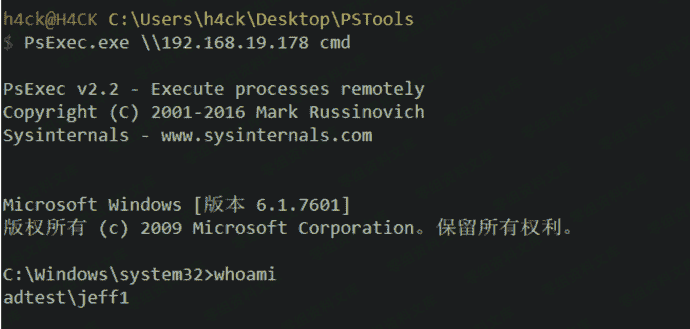 h4ck@H4CK C:\Users\h4ck\Desktop\PSTools
$ PsExec.exe \\192.168.19.178 cmd
PsExec v2.2 - Execute processes remotely
Copyright (C) 2001-2016 Mark Russinovich
Sysinternals - www.sysinternals.com
Microsoft Windows [版本 6.1.7601]
版权所有 (c) 2009 Microsoft Corporation。保留所有权利。
C:\Windows\system32>whoami
adtest\jeff1